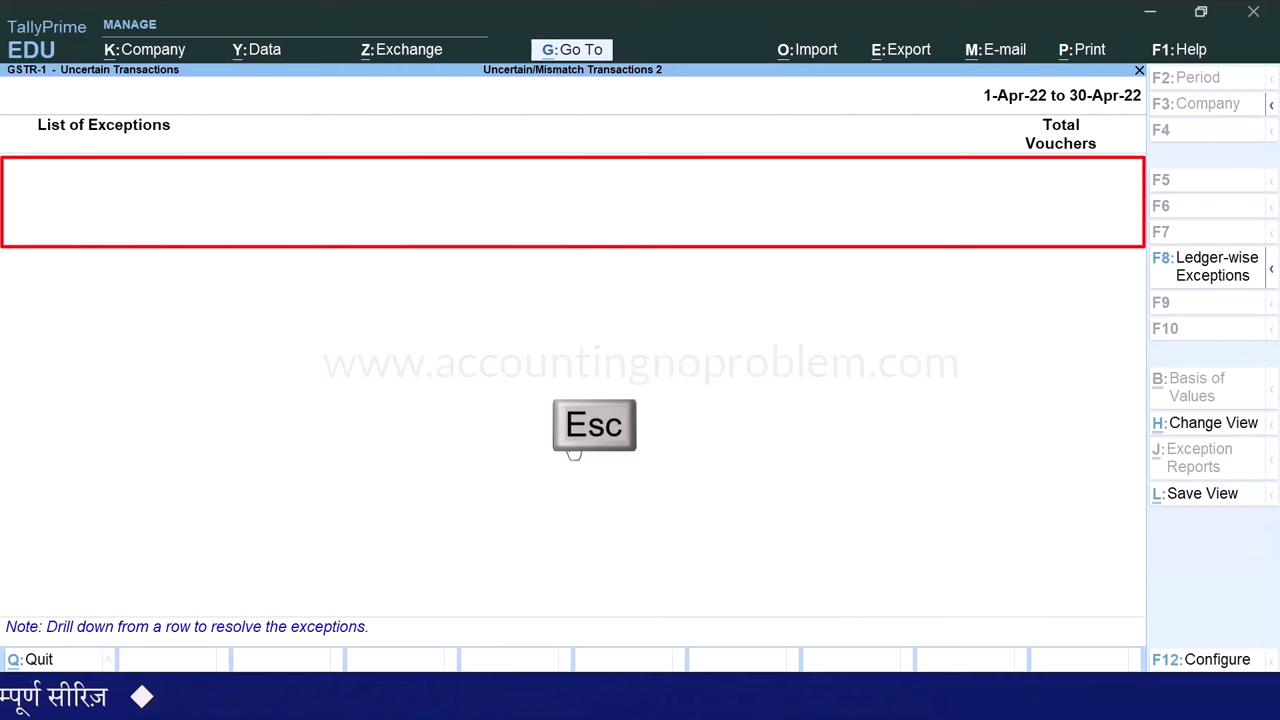 TallyPrime
EDU
MANAGE
K:Company
Y:Data
Z:Exchange
G:Go To
O:Import
E:Export
M:E-mail
P:Print
F1:Help
GSTR-1 - Uncertain Transactions
Uncertain/Mismatch Transactions 2
1-Apr-22 to 30-Apr-22
List of Exceptions
Total
Vouchers
F2:Period
F3:Company
F4
F5
F6
F7
F8:Ledger-wise
Exceptions
F9
F10
B:Basis of
Values
H:Change View
J:Exception
Reports
L:Save View
www.accountingnoproblem.com
Esc
Note: Drill down from a row to resolve the exceptions.
Q:Quit
F12:Configure
सीरिज़